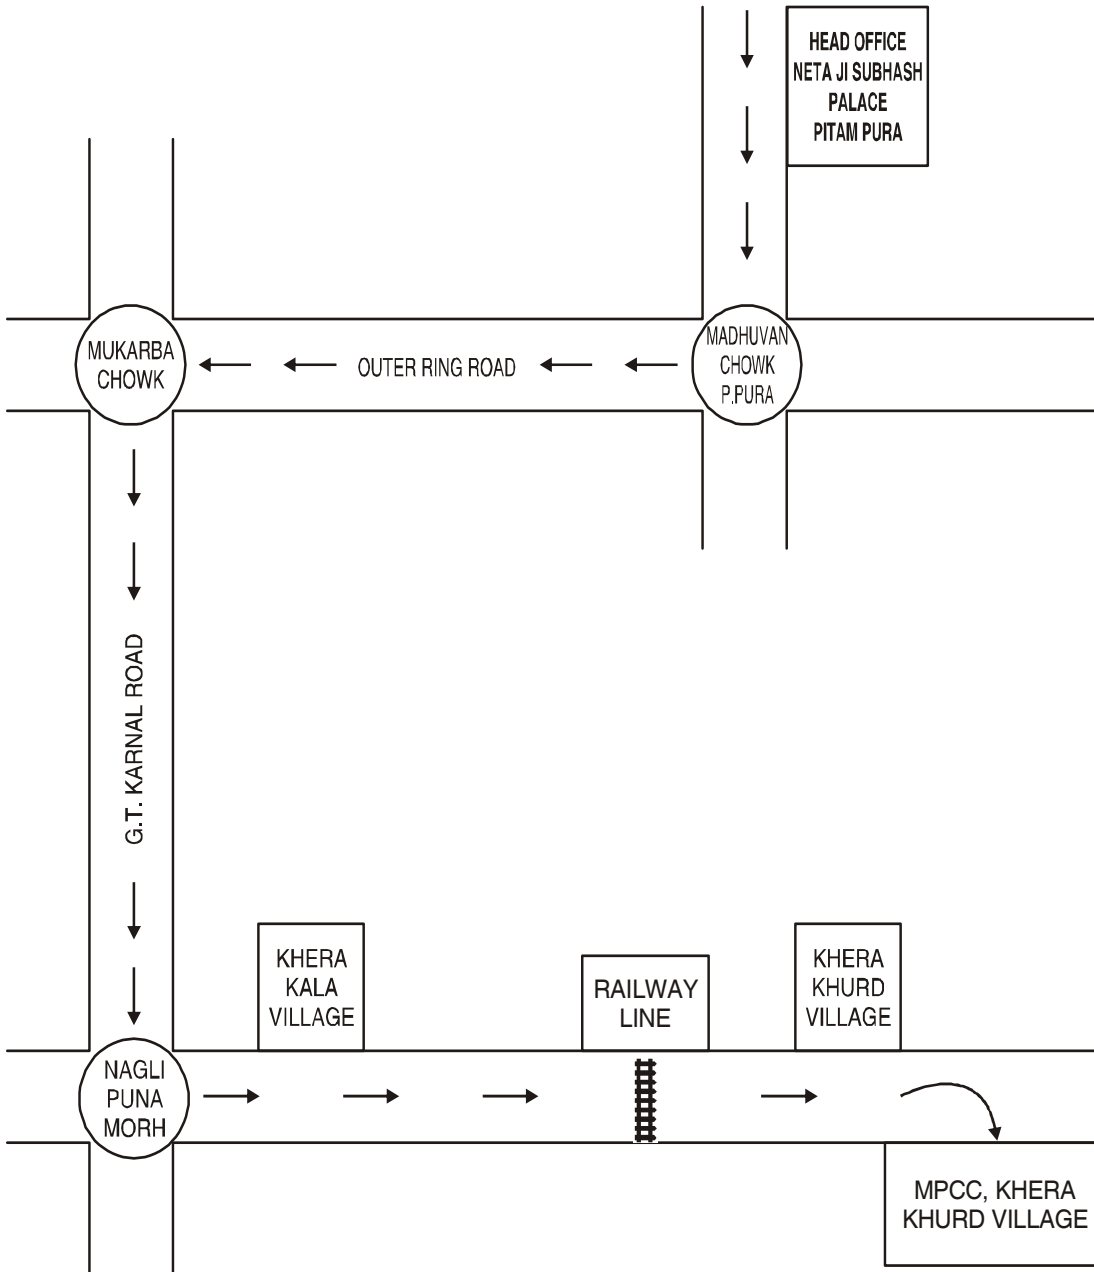 HEAD OFFICE
NETA JI SUBHASH
PALACE
PITAM PURA
MUKARBA
CHOWK
OUTER RING ROAD
MADHUVAN
CHOWK
P.PURA
G.T. KARNAL ROAD
KHERA
KALA
VILLAGE
RAILWAY
LINE
KHERA
KHURD
VILLAGE
NAGLI
PUNA
MORH
MPCC, KHERA
KHURD VILLAGE